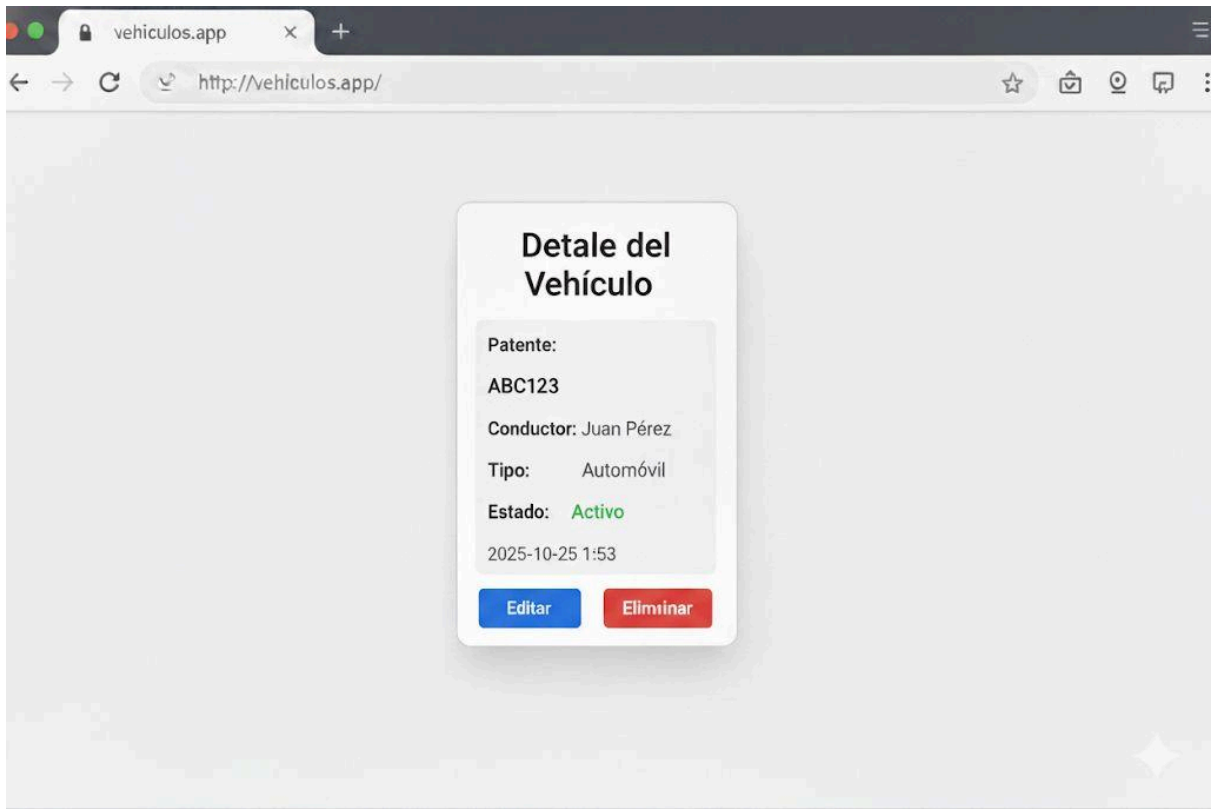 vehiculos.app
http://vehiculos.app/
Detale del
Vehículo
Patente:
ABC123
Conductor: Juan Pérez
Tipo: Automóvil
Estado: Activo
2025-10-25 1:53
Editar Eliminar